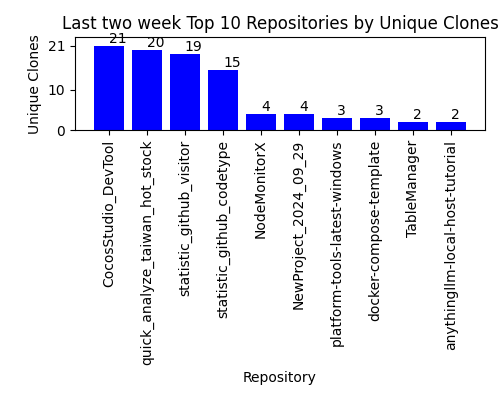 Last two week Top 10 Repositories by Unique Clones
Unique Clones
21
10
0
21
20
19
15
4
4
3
3
2
2
CocosStudio_DevTool
quick_analyze_taiwan_hot_stock
statistic_github_visitor
statistic_github_codetype
NodeMonitorX
NewProject_2024_09_29
platform-tools-latest-windows
docker-compose-template
TableManager
anythingllm-local-host-tutorial
Repository